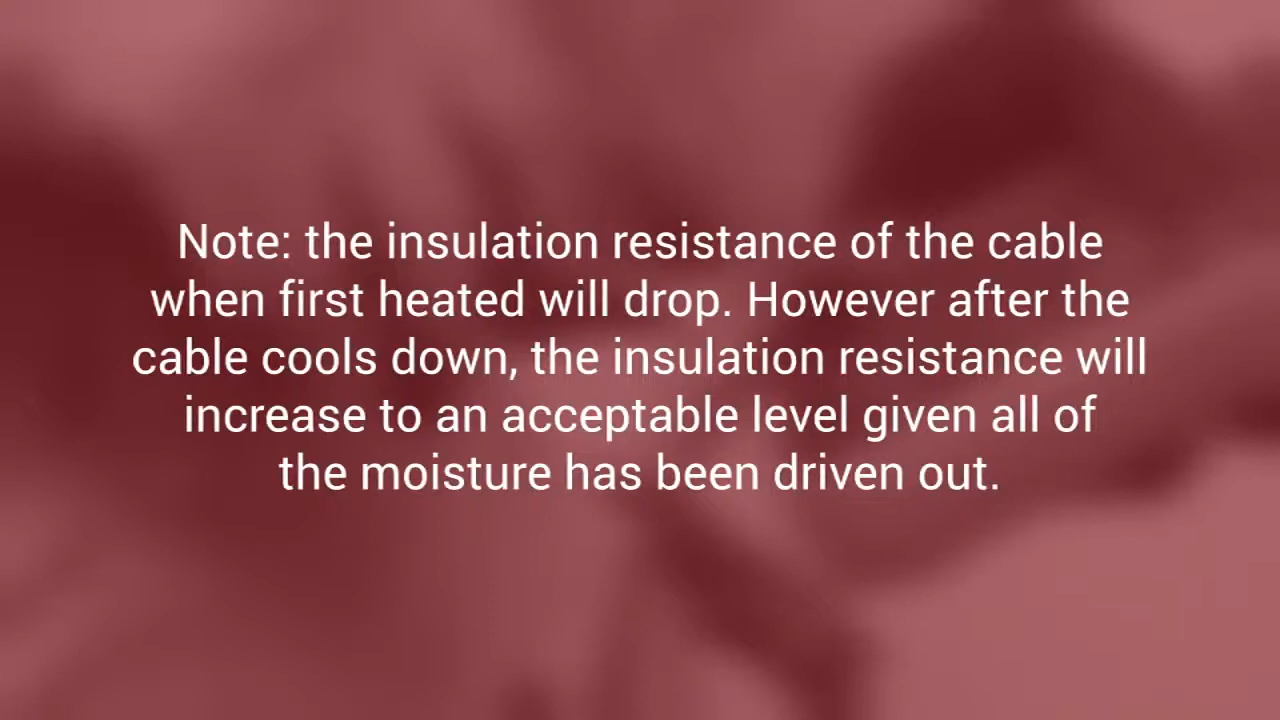 Note: the insulation resistance of the cable
when first heated will drop. However after the
cable cools down, the insulation resistance will
increase to an acceptable level given all of
the moisture has been driven out.